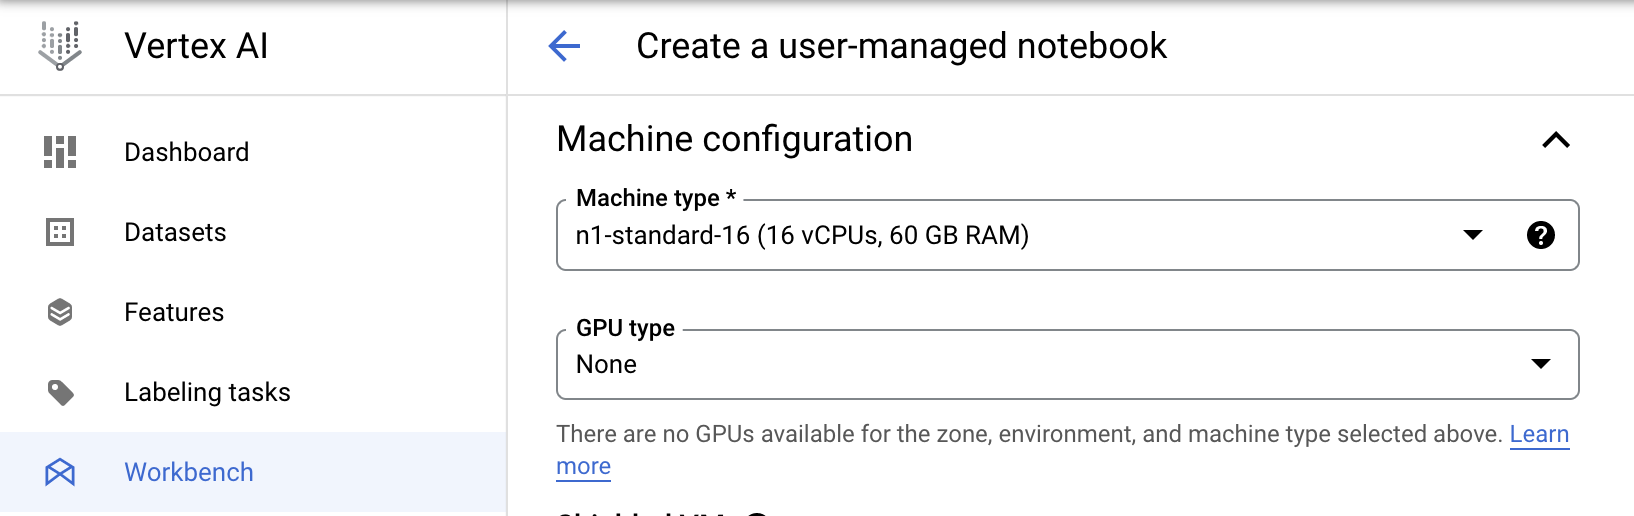 Vertex AI
Create a user-managed notebook
Dashboard
Datasets
Features
Labeling tasks
Workbench
Machine configuration
Machine type *
n1-standard-16 (16 vCPUs, 60 GB RAM)
GPU type
None
There are no GPUs available for the zone, environment, and machine type selected above. Learn
more